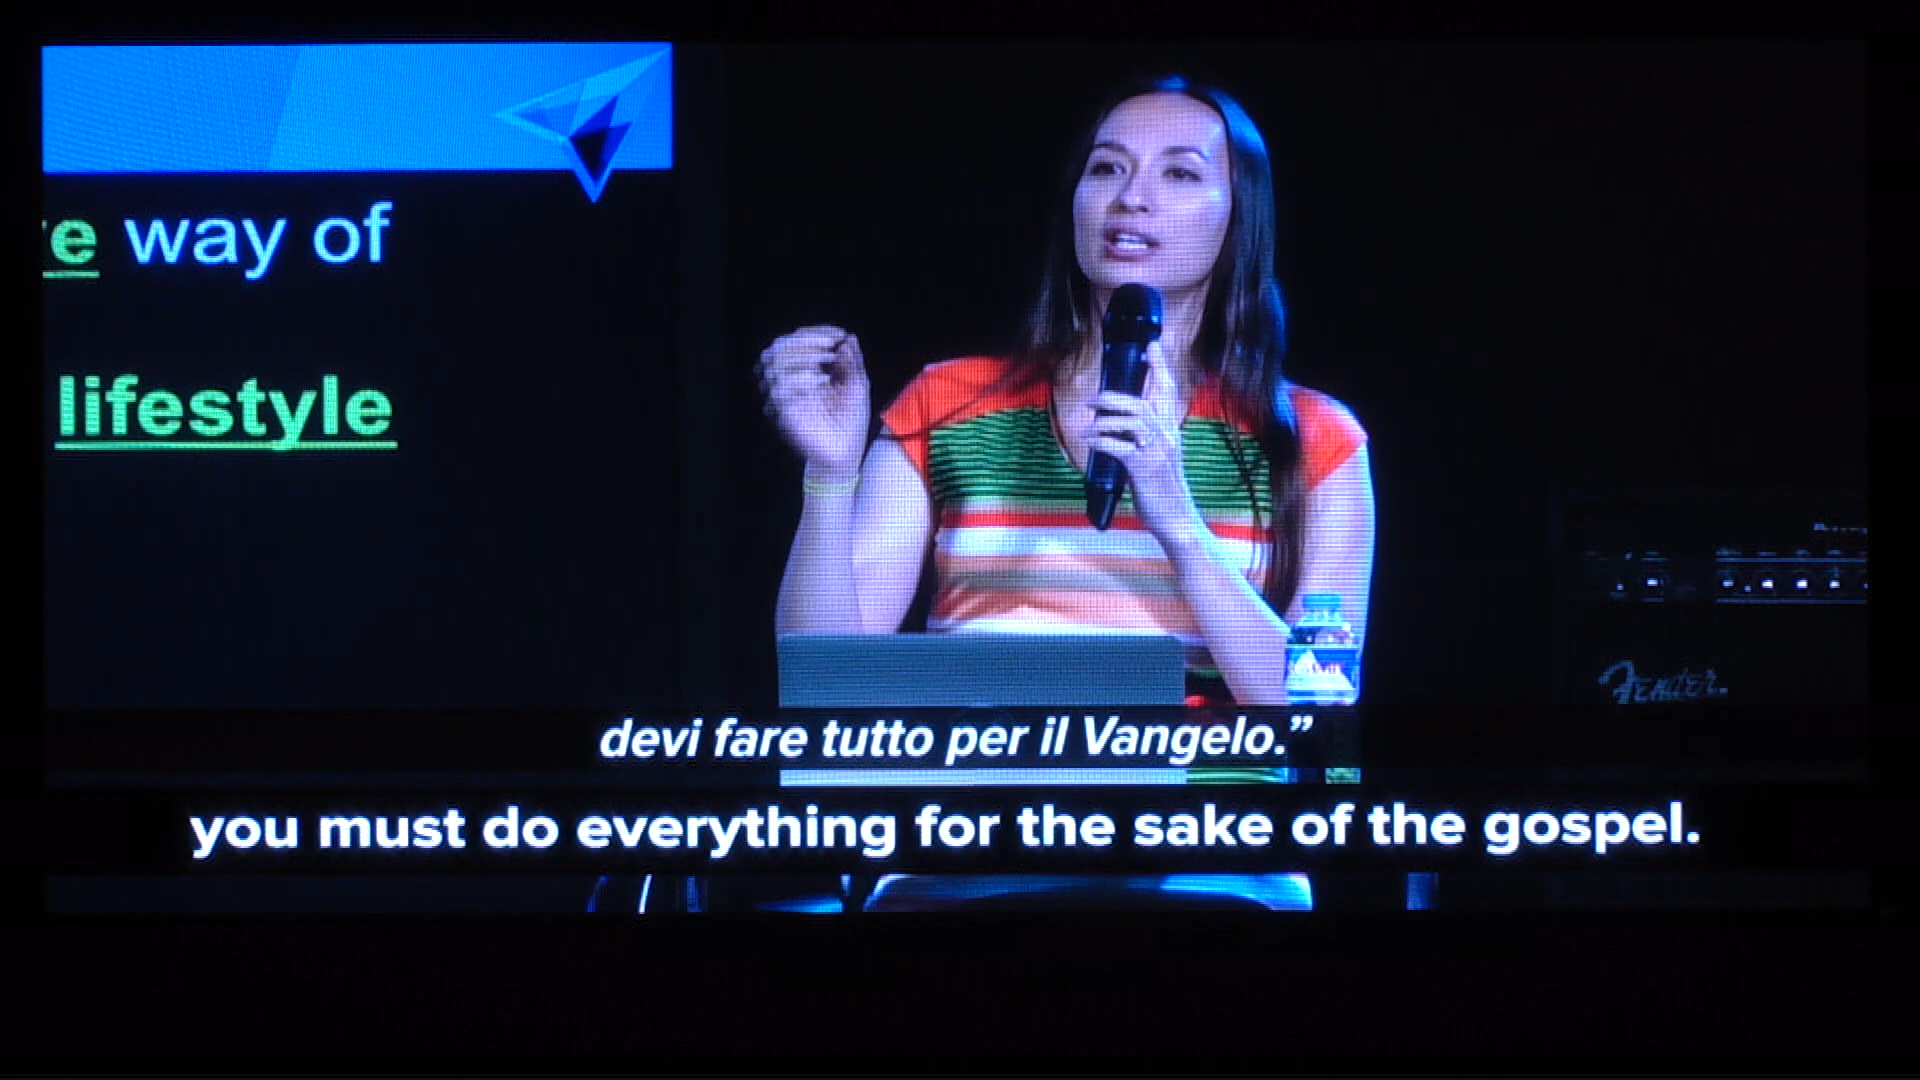 way of
lifestyle
Fender.
devi fare tutto per il Vangelo.”
you must do everything for the sake of the gospel.